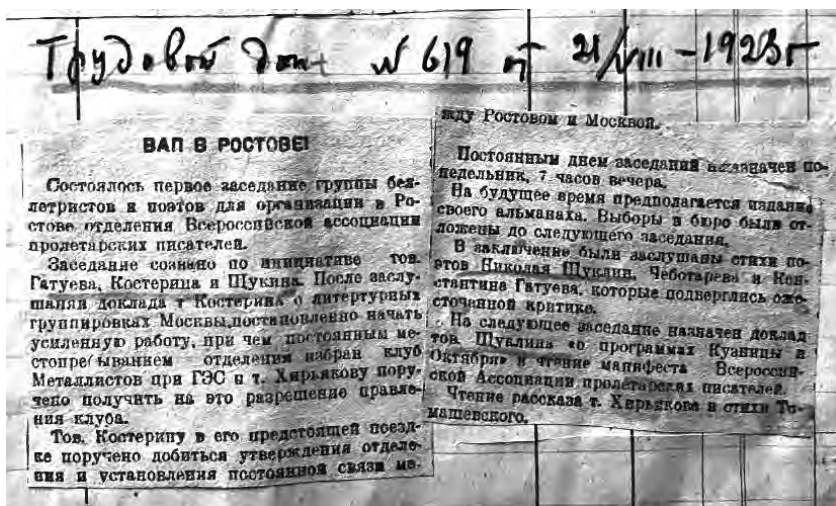 Трудовой Дон № 619 от 21/VIII-1923г
ВАП В РОСТОВЕ!
Состоялось первое заседание группы бел-
летристов и поэтов для организации в Ро-
стове отделения Всероссийской ассоциации
пролетарских писателей.
Заседание созвано по инициативе тов.
Гатуева, Костерина и Щукина. После заслу-
шания доклада т Костерина о литертурных
группировках Москвы, постановленно начать
усиленную работу, при чем постоянным ме-
стопребыванием отделения избран клуб
Металлистов при ГЭС и т. Хирьякову пору-
чено получить на это разрешение правле-
ния клуба.
Тов. Костерину в его предстоящей поезд-
ке поручено добиться утверждения отделе-
ния и установления постоянной связи ме-
жду Ростовом и Москвой.
Постоянным днем заседаний назначен по-
недельник, 7 часов вечера.
На будущее время предполагается издание
своего альманаха. Выборы в бюро были от-
ложены до следующего заседания.
В заключение были заслушаны стихи по-
этов Николая Щуклин, Чеботарева и Кон-
стантина Гатуева, которые подверглись оже-
сточенной критике.
На следующее заседание назначен доклад
тов. Щуклина «о программах Кузницы и
Октября» и чтение манифеста Всероссий-
ской Ассоциации пролетарских писателей.
Чтение рассказа т. Хирьякова и стихи То-
машевского.